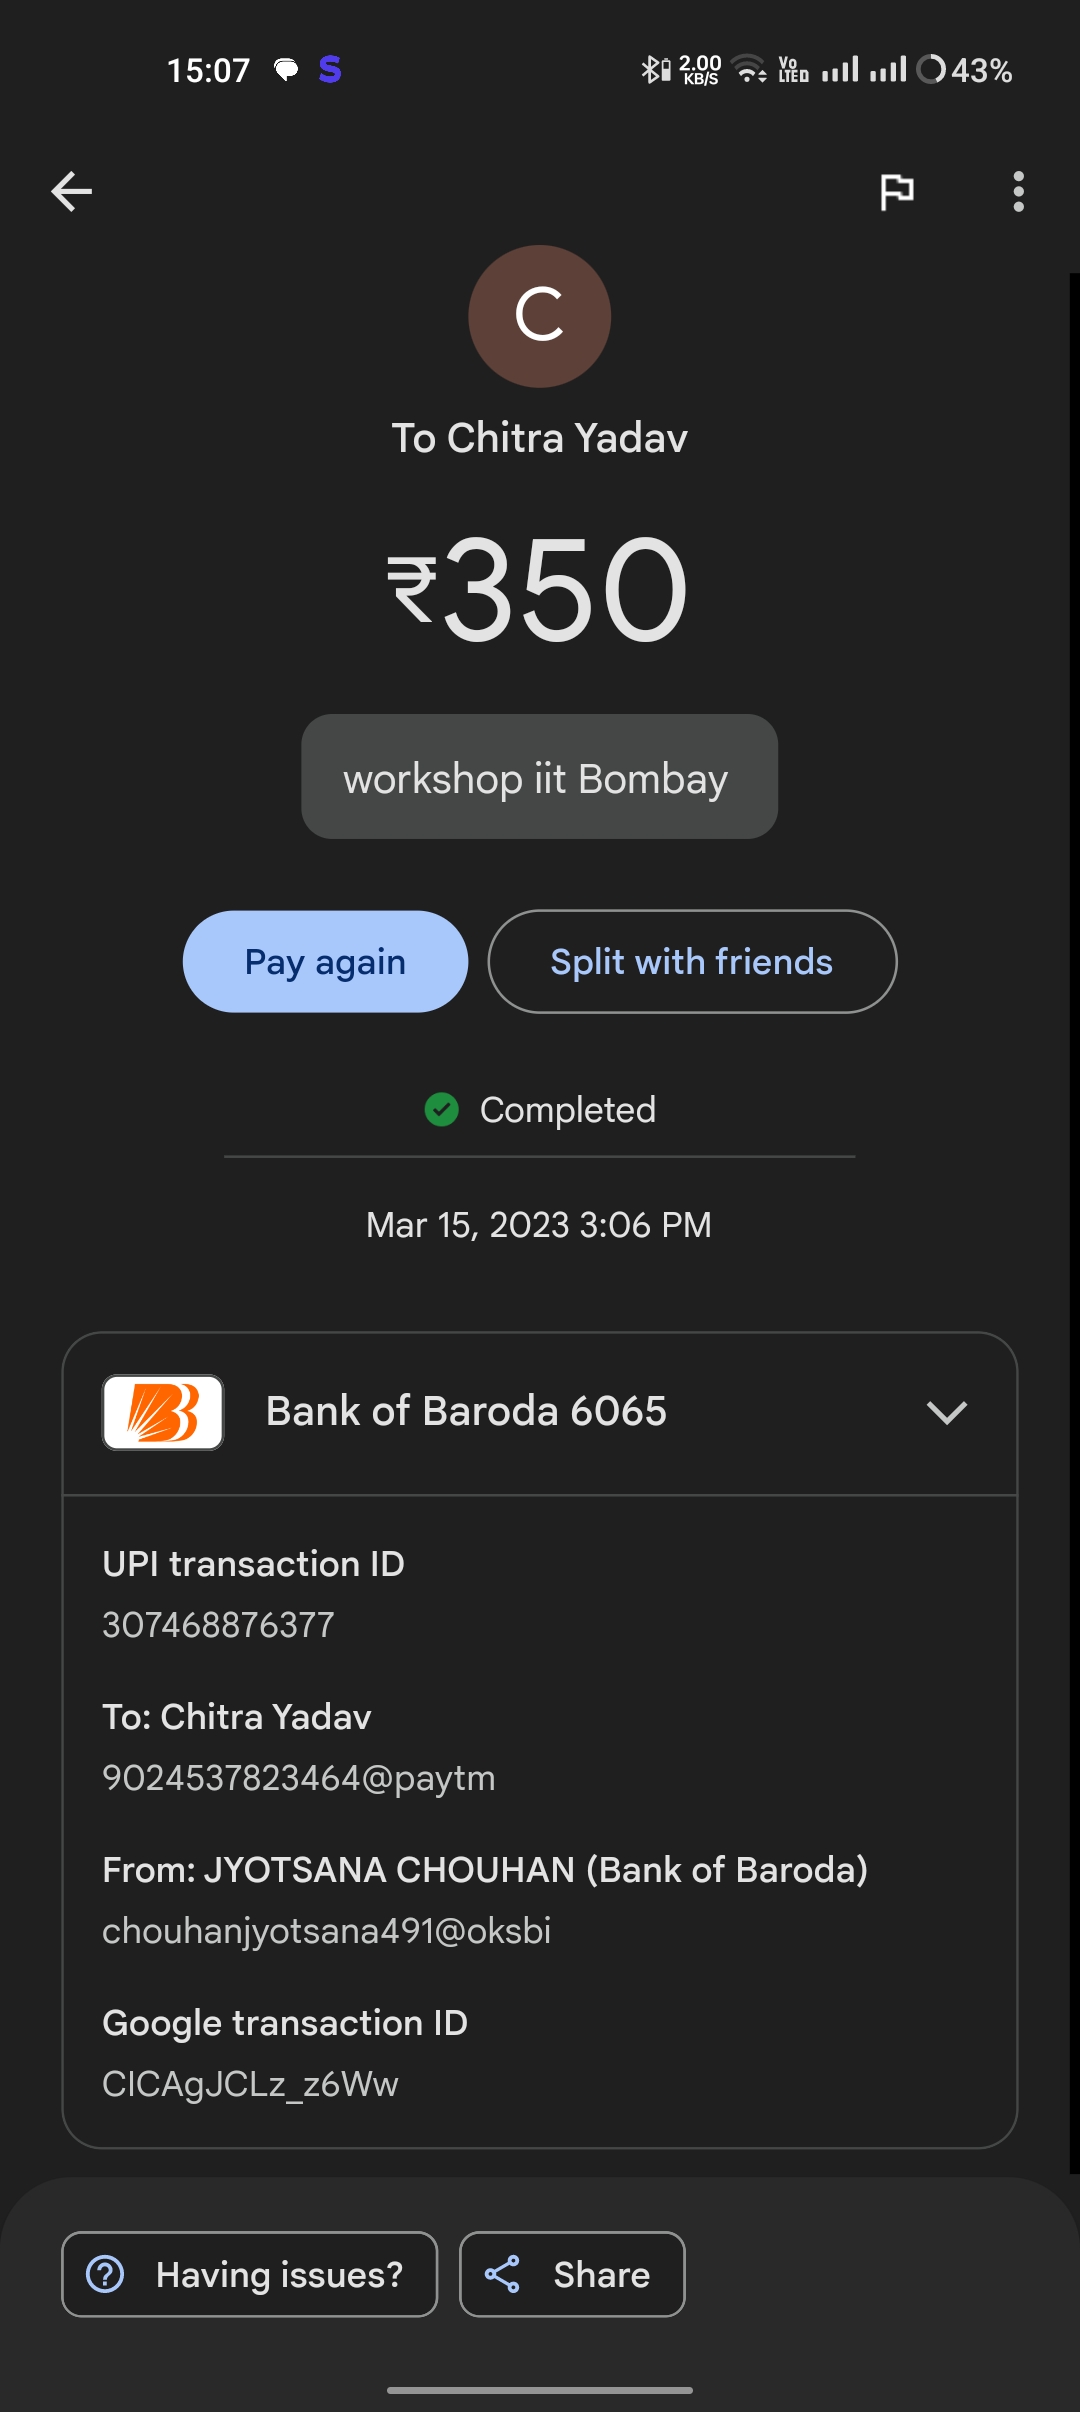 15:07 S 2.00 KB/S Vo LTE 43%
C
To Chitra Yadav
₹350
workshop iit Bombay
Pay again Split with friends
Completed
Mar 15, 2023 3:06 PM
Bank of Baroda 6065
UPI transaction ID
307468876377
To: Chitra Yadav
9024537823464@paytm
From: JYOTSANA CHOUHAN (Bank of Baroda)
chouhanjyotsana491@oksbi
Google transaction ID
CICAgJCLz_z6Ww
Having issues? Share